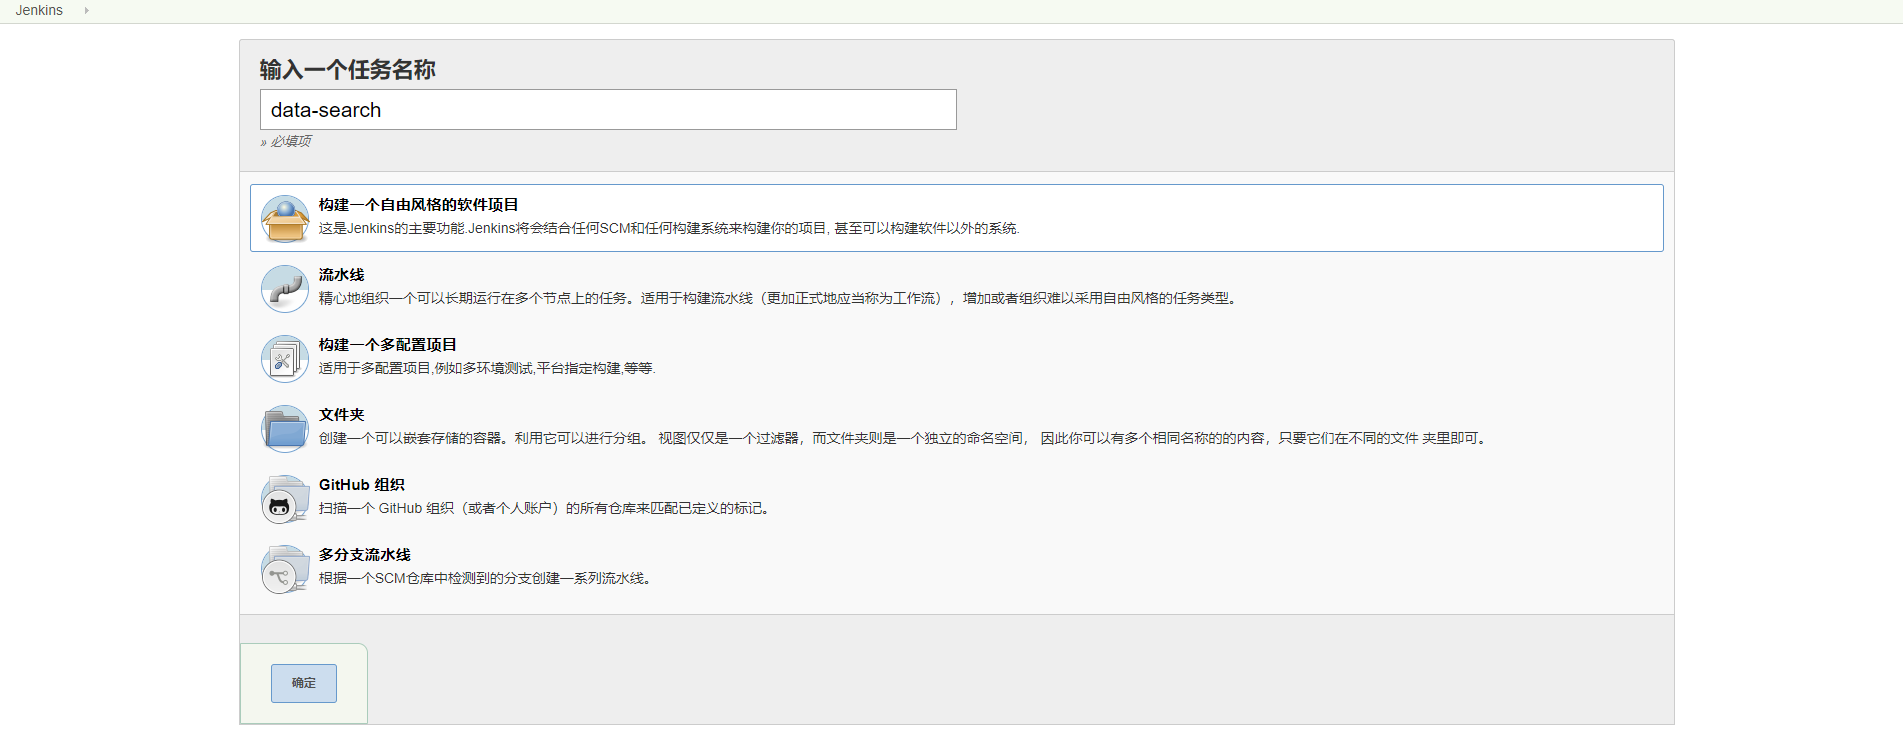 Jenkins
输入一个任务名称
data-search
» 必填项
构建一个自由风格的软件项目
这是Jenkins的主要功能.Jenkins将会结合任何SCM和任何构建系统来构建你的项目, 甚至可以构建软件以外的系统.
流水线
精心地组织一个可以长期运行在多个节点上的任务。适用于构建流水线（更加正式地应当称为工作流），增加或者组织难以采用自由风格的任务类型。
构建一个多配置项目
适用于多配置项目,例如多环境测试,平台指定构建,等等.
文件夹
创建一个可以嵌套存储的容器。利用它可以进行分组。 视图仅仅是一个过滤器，而文件夹则是一个独立的命名空间， 因此你可以有多个相同名称的的内容，只要它们在不同的文件 夹里即可。
GitHub 组织
扫描一个 GitHub 组织（或者个人账户）的所有仓库来匹配已定义的标记。
多分支流水线
根据一个SCM仓库中检测到的分支创建一系列流水线。
确定